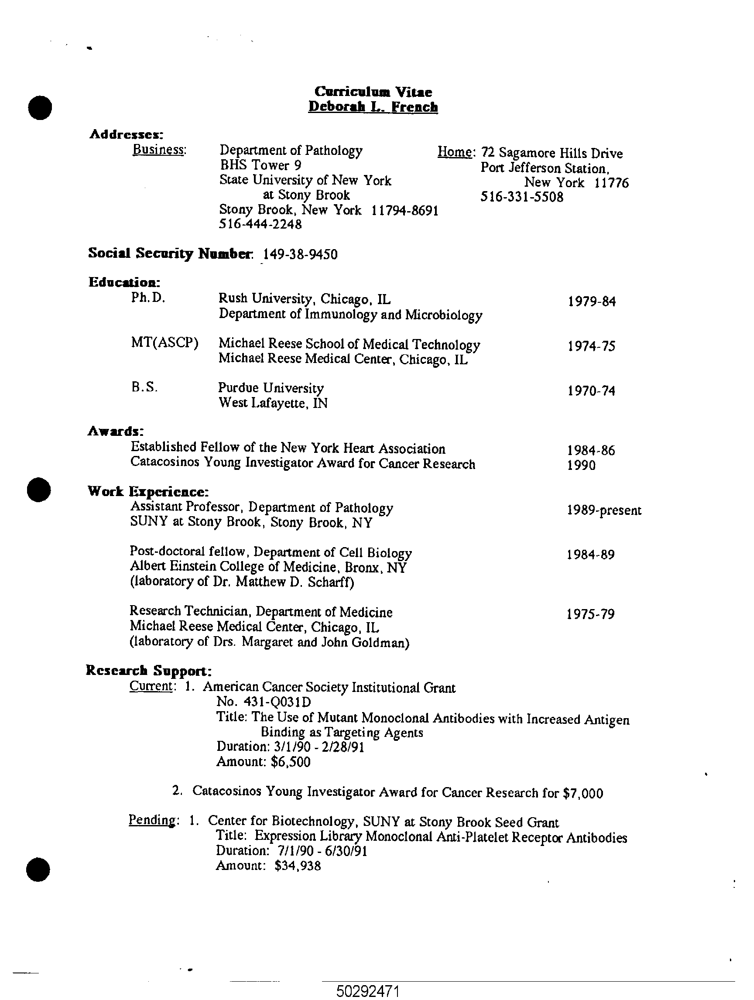 Curriculum Vitae
Deborah L. French
Addresses:
Business: Department of Pathology
BHS Tower 9
State University of New York
at Stony Brook
Stony Brook, New York 11794-8691
516-444-2248
Home: 72 Sagamore Hills Drive
Port Jefferson Station,
New York 11776
516-331-5508
Social Security Number: 149-38-9450
Education:
Ph.D. Rush University, Chicago, IL 1979-84
Department of Immunology and Microbiology
MT(ASCP) Michael Reese School of Medical Technology 1974-75
Michael Reese Medical Center, Chicago, IL
B.S. Purdue University 1970-74
West Lafayette, IN
Awards:
Established Fellow of the New York Heart Association 1984-86
Catacosinos Young Investigator Award for Cancer Research 1990
Work Experience:
Assistant Professor, Department of Pathology 1989-present
SUNY at Stony Brook, Stony Brook, NY
Post-doctoral fellow, Department of Cell Biology 1984-89
Albert Einstein College of Medicine, Bronx, NY
(laboratory of Dr. Matthew D. Scharff)
Research Technician, Department of Medicine 1975-79
Michael Reese Medical Center, Chicago, IL
(laboratory of Drs. Margaret and John Goldman)
Research Support:
Current: 1. American Cancer Society Institutional Grant
No. 431-Q031D
Title: The Use of Mutant Monoclonal Antibodies with Increased Antigen
Binding as Targeting Agents
Duration: 3/1/90 - 2/28/91
Amount: $6,500
2. Catacosinos Young Investigator Award for Cancer Research for $7,000
Pending: 1. Center for Biotechnology, SUNY at Stony Brook Seed Grant
Title: Expression Library Monoclonal Anti-Platelet Receptor Antibodies
Duration: 7/1/90 - 6/30/91
Amount: $34,938
50292471